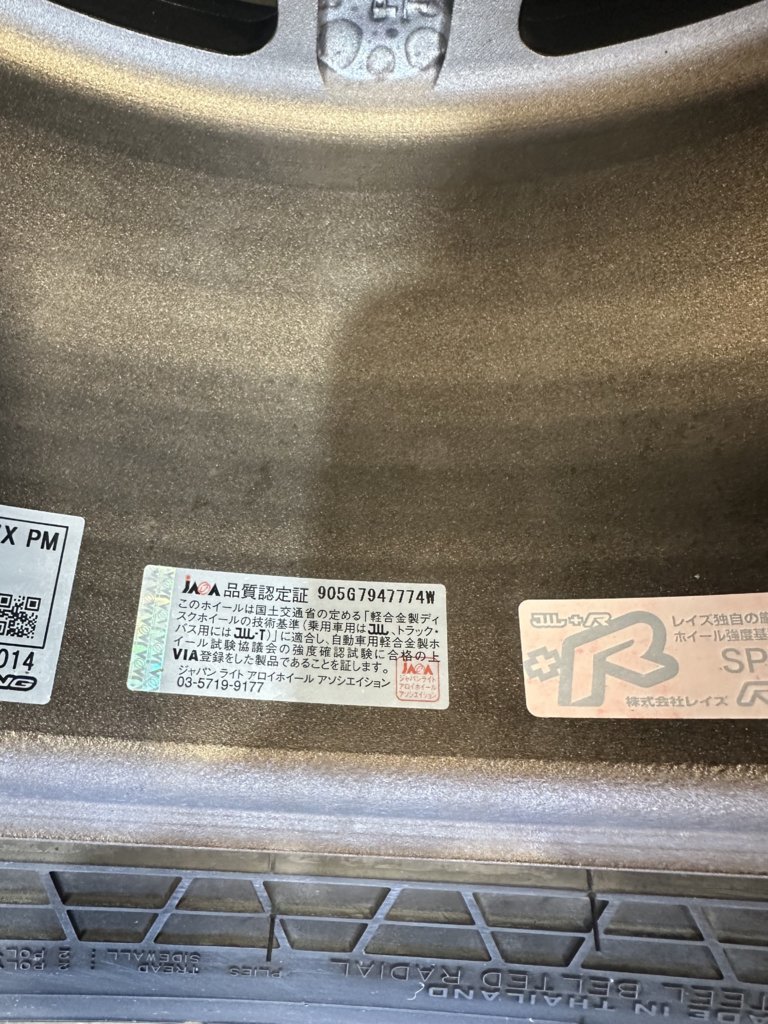 X PM
014
JAWA 品質認定証 905G7947774W
このホイールは国土交通省の定める「軽合金製ディ
スクホイールの技術基準(乗用車用はJWL、トラック・
バス用にはJWL-T)」に適合し、自動車用軽合金製ホ
イール試験協議会の強度確認試験に合格の上
VIA登録をした製品であることを証します。
ジャパン ライト アロイホイール アソシエイション
03-5719-9177
JAWA
ジャパンライト
アロイホイール
アソシエイション
JWL+R
レイズ独自の
ホイール強度基
+R
SP
株式会社レイズ
TREAD
SIDEWALL
PLIES
MADE IN THAILAND
STEEL BELTED RADIAL